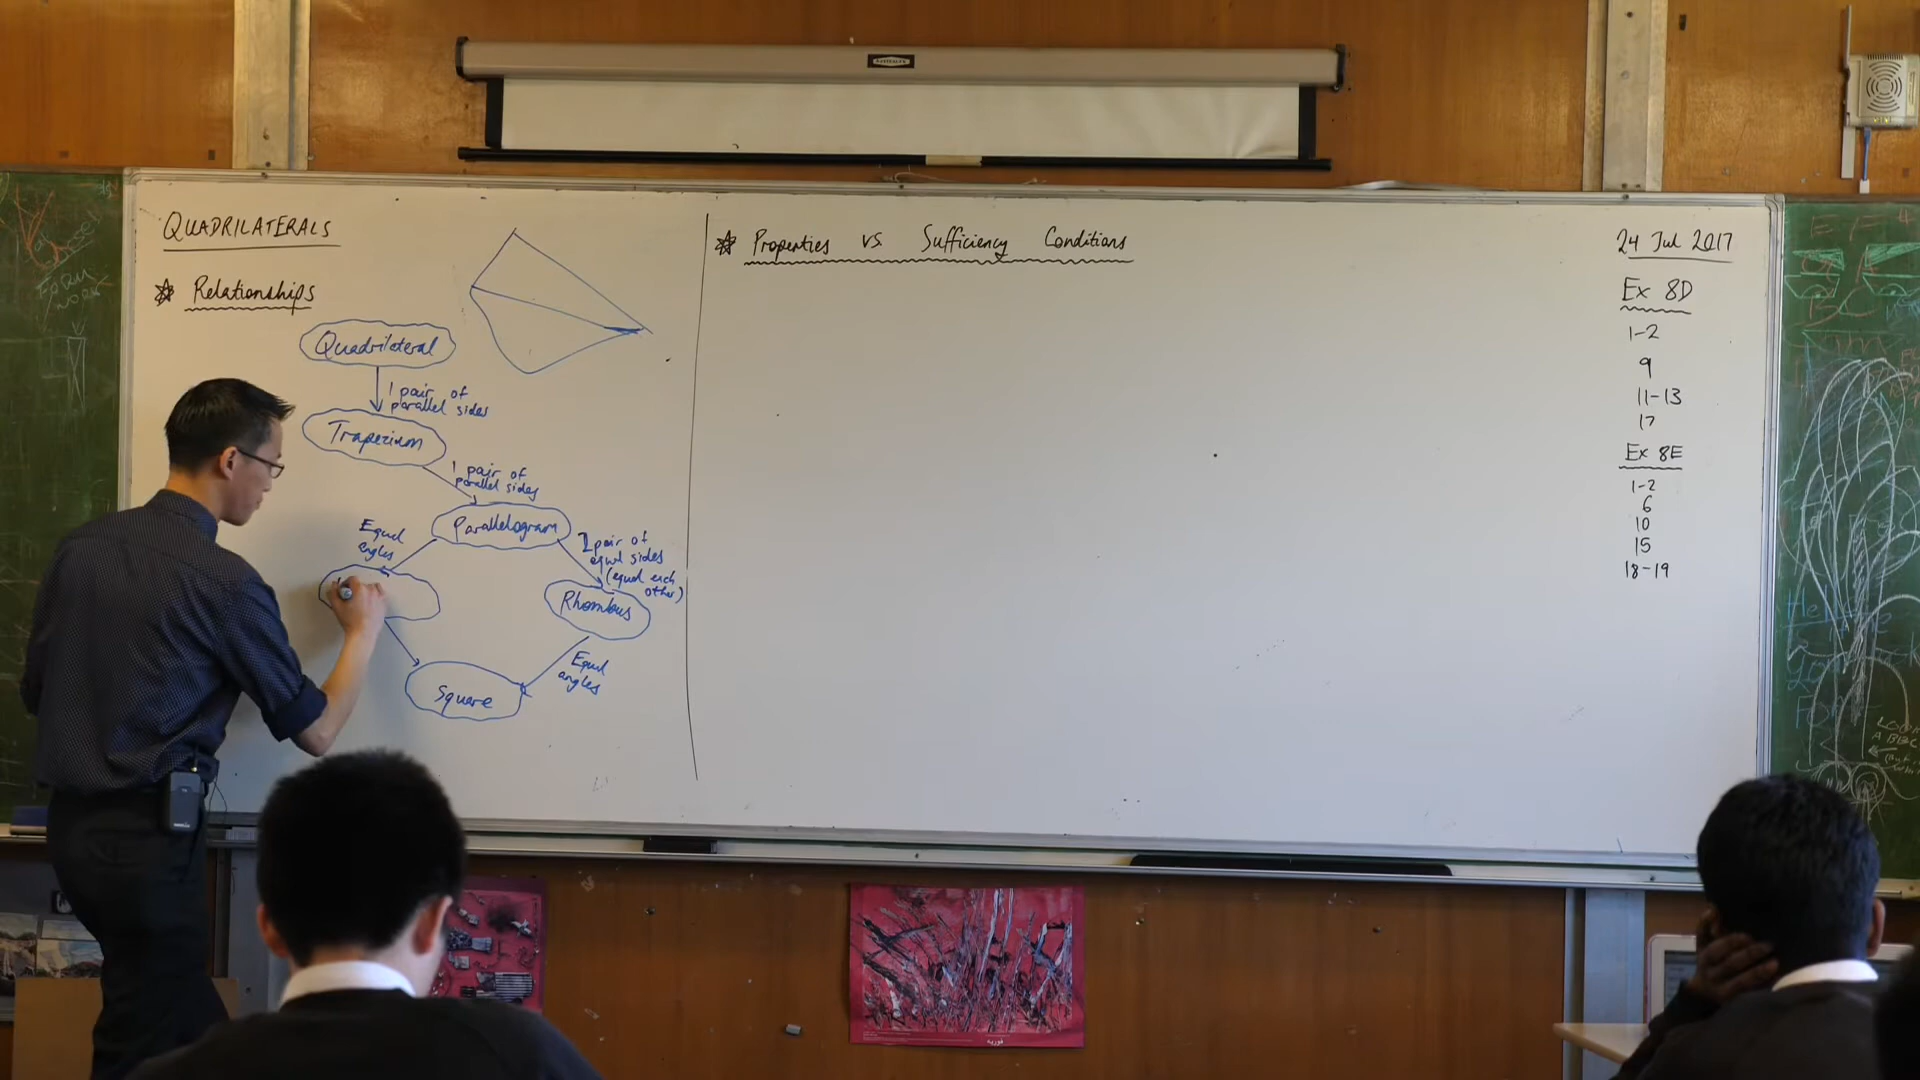 QUADRILATERALS
Relationships
Quadrilateral
1 pair of
parallel sides
Trapezium
1 pair of
parallel sides
Parallelogram
Equal
angles
2 pair of
equal sides
(equal each
other)
Rhombus
Equal
angles
Square
Properties vs. Sufficiency Conditions
24 Jul 2017
Ex 8D
1-2
9
11-13
17
Ex 8E
1-2
6
10
15
18-19